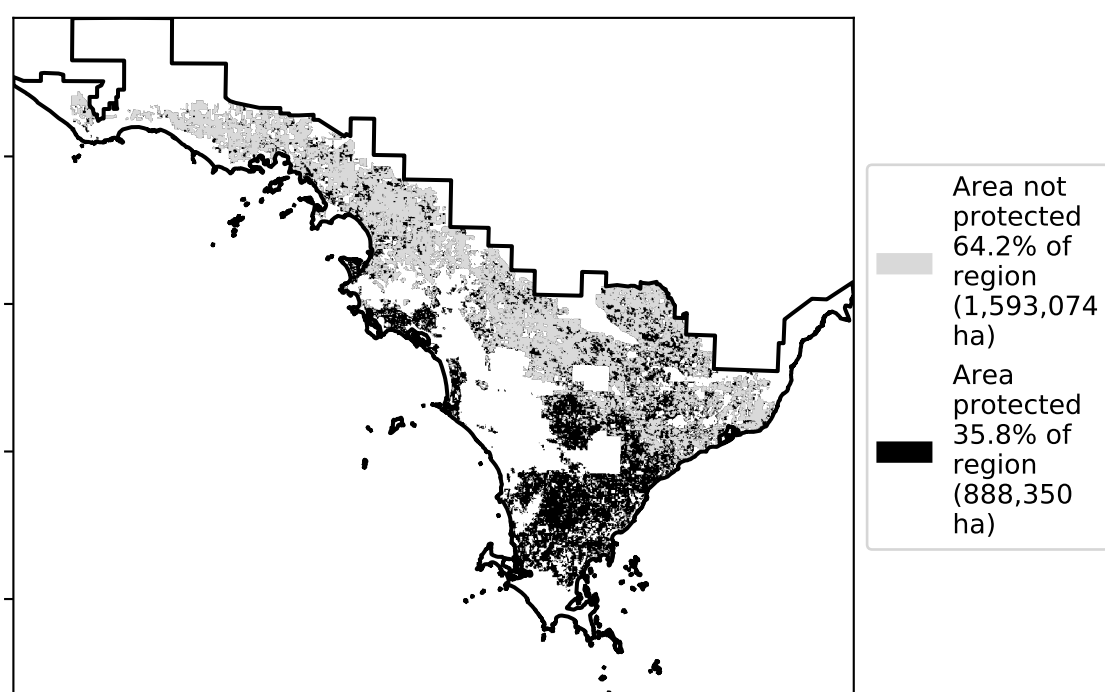 Area not
protected
64.2% of
region
(1,593,074
ha)
Area
protected
35.8% of
region
(888,350
ha)